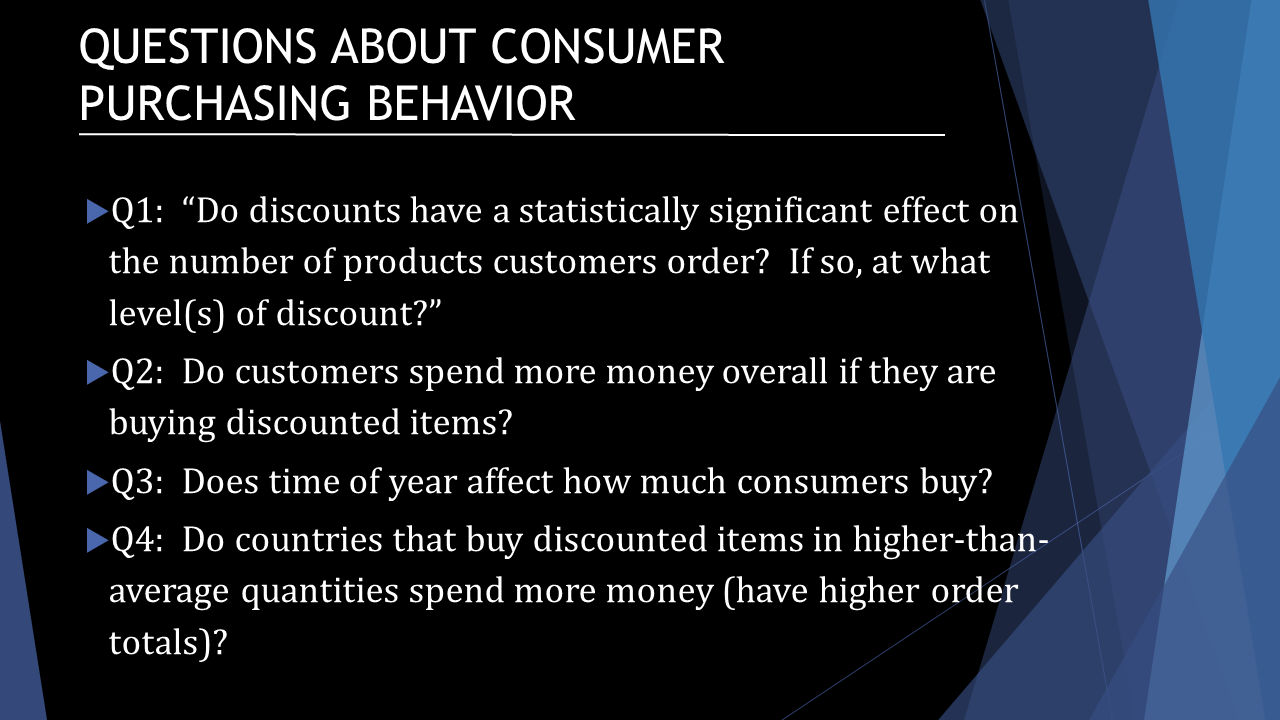 QUESTIONS ABOUT CONSUMER
PURCHASING BEHAVIOR
Q1:  “Do discounts have a statistically significant effect on
the number of products customers order?  If so, at what
level(s) of discount?”
Q2:  Do customers spend more money overall if they are
buying discounted items?
Q3:  Does time of year affect how much consumers buy?
Q4:  Do countries that buy discounted items in higher-than-
average quantities spend more money (have higher order
totals)?